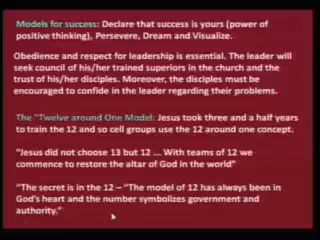 Models for success: Declare that success is yours (power of
positive thinking), Persevere, Dream and Visualize.
Obedience and respect for leadership is essential. The leader will
seek council of his/her trained superiors in the church and the
trust of his/her disciples. Moreover, the disciples must be
encouraged to confide in the leader regarding their problems.
The "Twelve around One Model: Jesus took three and a half years
to train the 12 and so cell groups use the 12 around one concept.
"Jesus did not choose 13 but 12 ... With teams of 12 we
commence to restore the altar of God in the world"
"The secret is in the 12 – "The model of 12 has always been in
God's heart and the number symbolizes government and
authority."